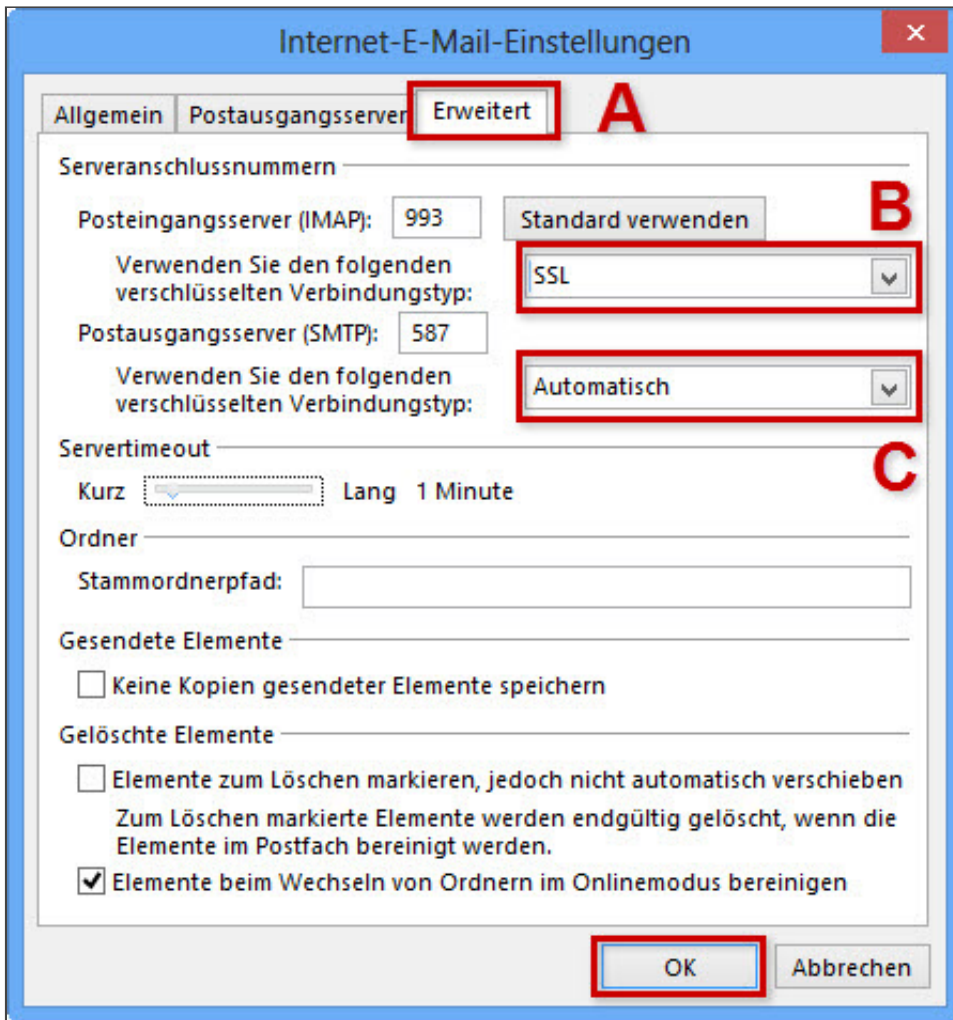 Internet-E-Mail-Einstellungen
Allgemein Postausgangsserver Erweitert A
Serveranschlussnummern
B
Posteingangsserver (IMAP): 993 Standard verwenden
Verwenden Sie den folgenden
verschlüsselten Verbindungstyp: SSL
Postausgangsserver (SMTP): 587
Verwenden Sie den folgenden
verschlüsselten Verbindungstyp: Automatisch
Servertimeout
C
Kurz Lang 1 Minute
Ordner
Stammordnerpfad:
Gesendete Elemente
Keine Kopien gesendeter Elemente speichern
Gelöschte Elemente
Elemente zum Löschen markieren, jedoch nicht automatisch verschieben
Zum Löschen markierte Elemente werden endgültig gelöscht, wenn die
Elemente im Postfach bereinigt werden.
Elemente beim Wechseln von Ordnern im Onlinemodus bereinigen
OK Abbrechen